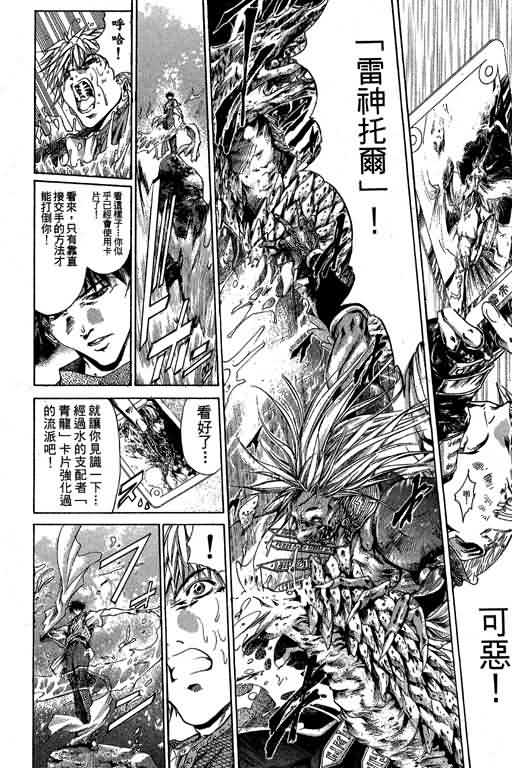 可惡！
「雷神托爾」！
呼哈！
看這樣子…你似
乎已經會使用卡
片了！
看來，只有靠直
接交手的方法才
能打倒你！
看好了…
就讓你見識一下…
經過水的支配者「
青龍」卡片強化過
的流派吧！
！